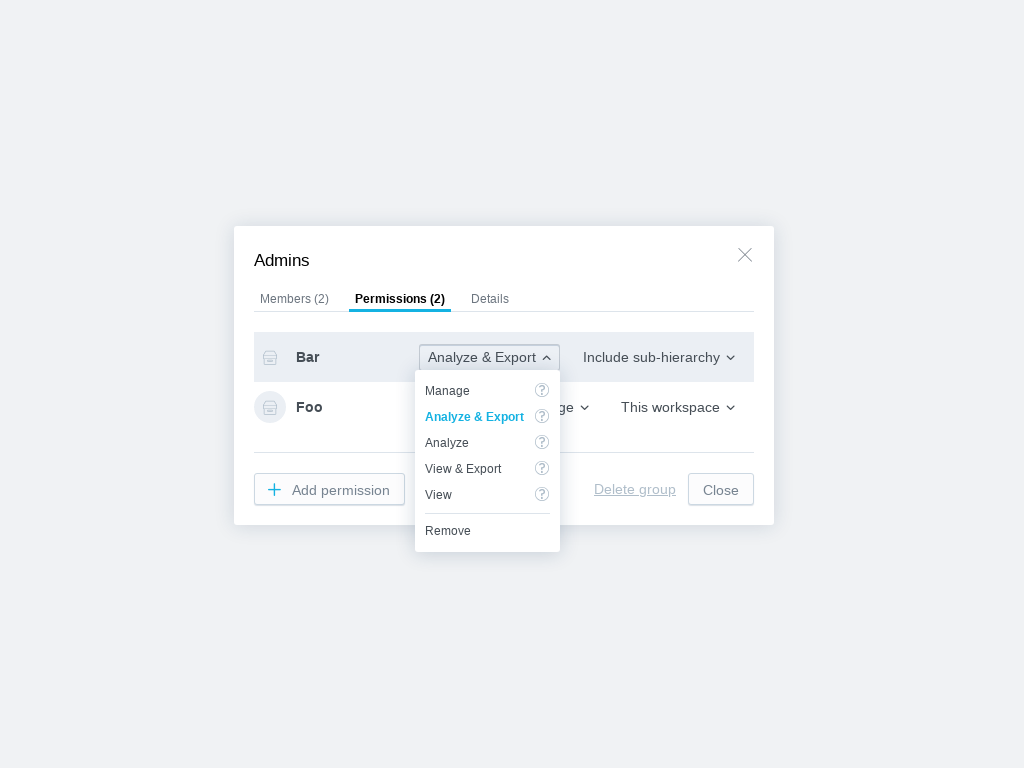 Admins
Members (2) Permissions (2) Details
Bar Analyze & Export Include sub-hierarchy
Foo This workspace
Manage ?
Analyze & Export ?
Analyze ?
View & Export ?
View ?
Remove
Add permission Delete group Close